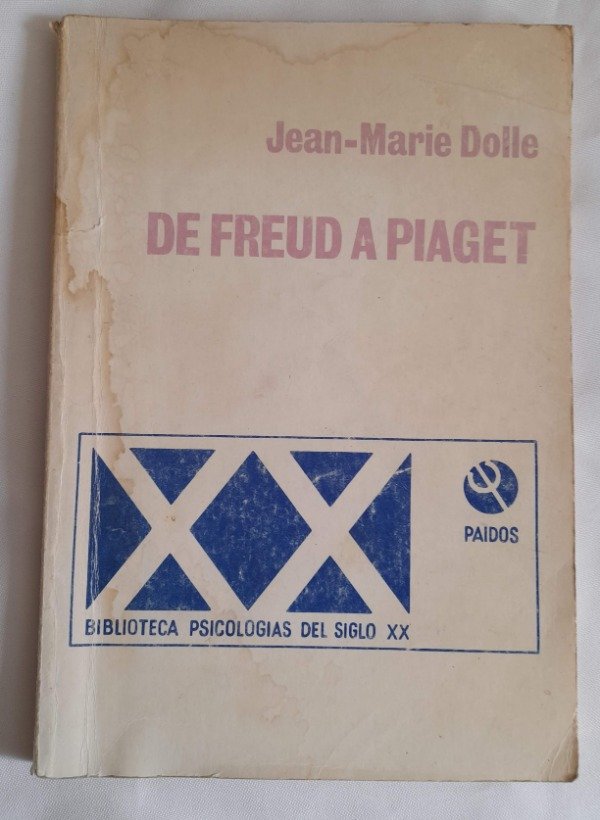 Jean-Marie Dolle
DE FREUD A PIAGET
PAIDOS
BIBLIOTECA PSICOLOGIAS DEL SIGLO XX